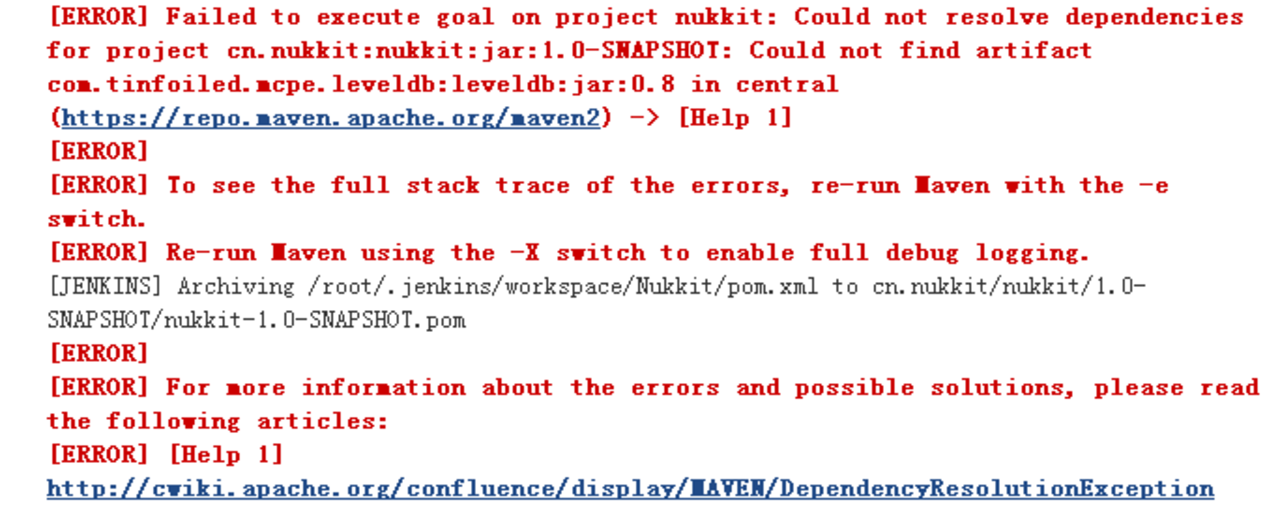 [ERROR] Failed to execute goal on project nukkit: Could not resolve dependencies
for project cn.nukkit:nukkit:jar:1.0-SNAPSHOT: Could not find artifact
com.tinfoiled.mcpe.leveldb:leveldb:jar:0.8 in central
(https://repo.maven.apache.org/maven2) -> [Help 1]
[ERROR]
[ERROR] To see the full stack trace of the errors, re-run Maven with the -e
switch.
[ERROR] Re-run Maven using the -X switch to enable full debug logging.
[JENKINS] Archiving /root/.jenkins/workspace/Nukkit/pom.xml to cn.nukkit/nukkit/1.0-
SNAPSHOT/nukkit-1.0-SNAPSHOT.pom
[ERROR]
[ERROR] For more information about the errors and possible solutions, please read
the following articles:
[ERROR] [Help 1]
http://cwiki.apache.org/confluence/display/MAVEN/DependencyResolutionException